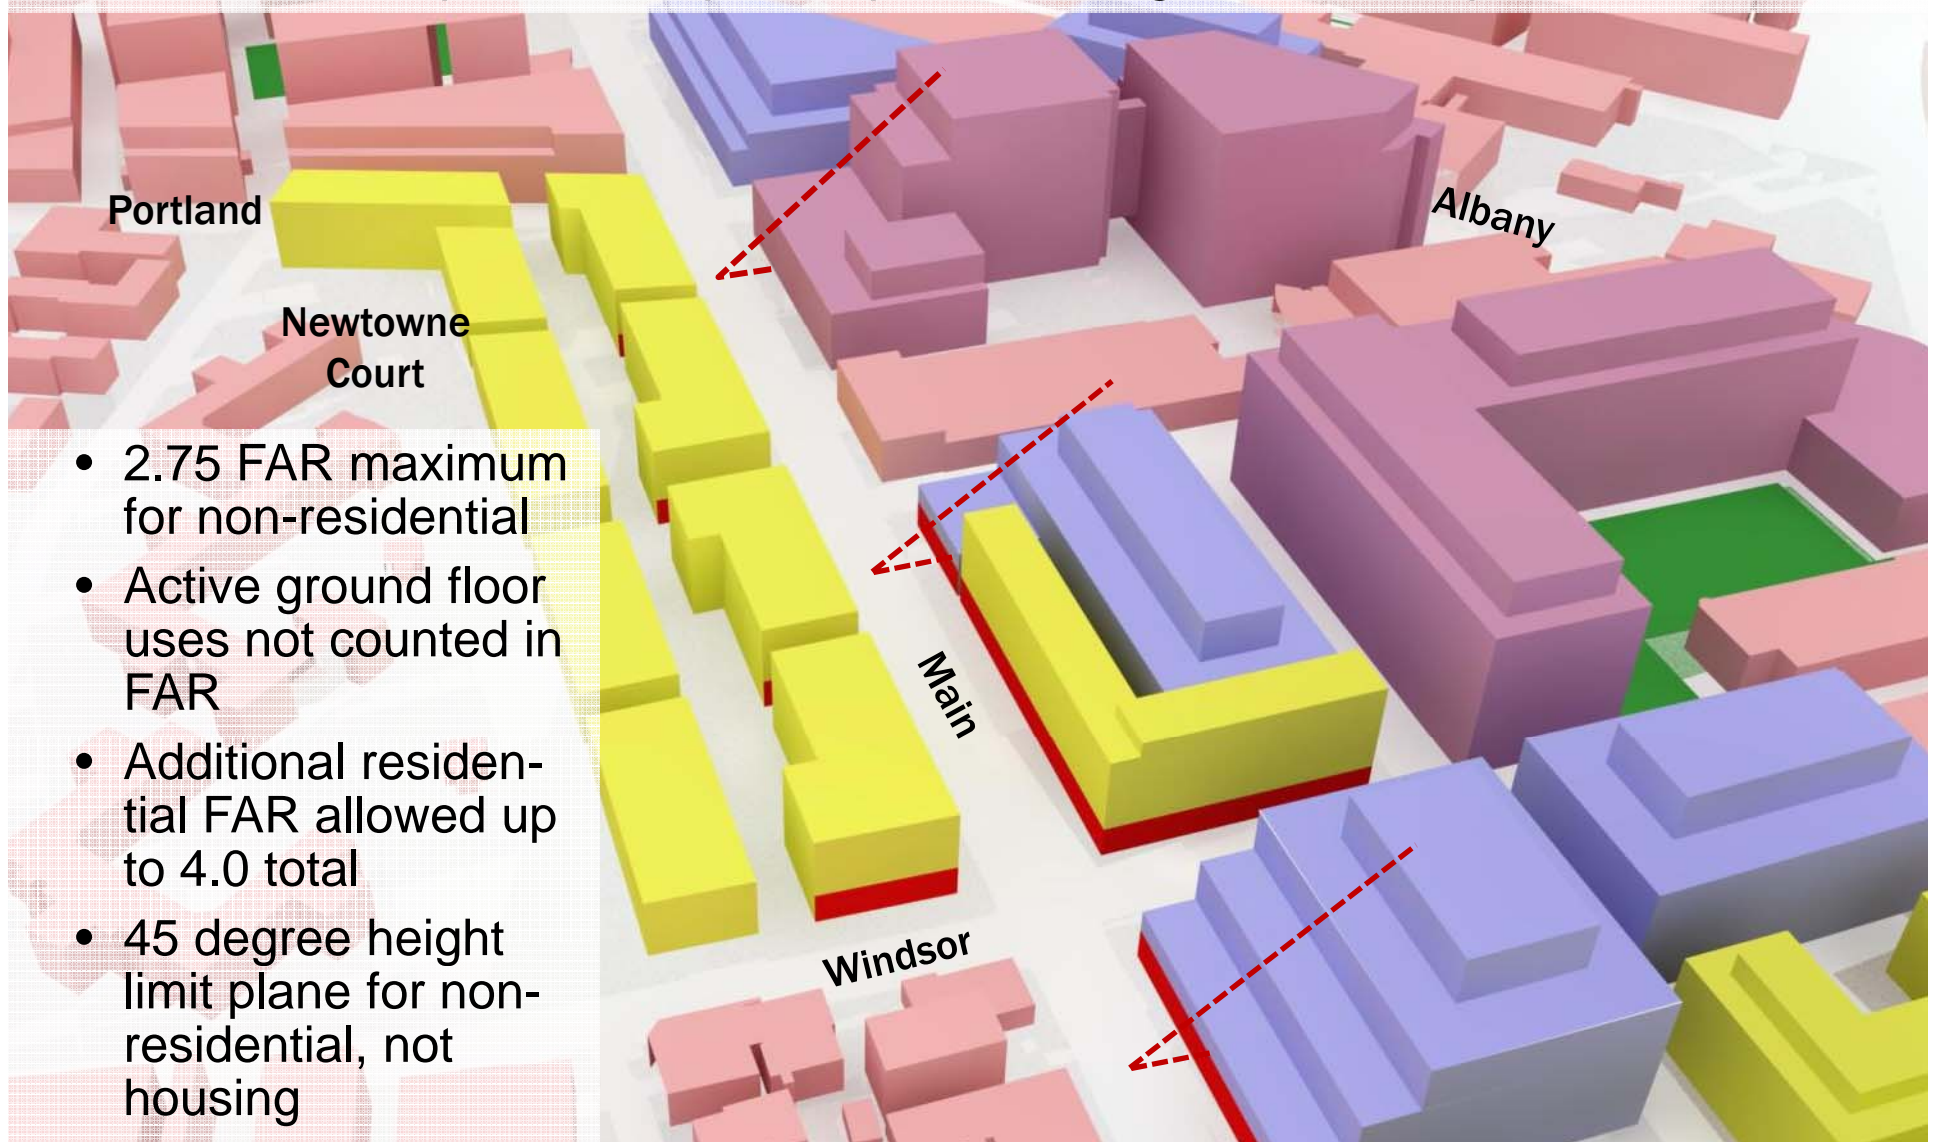 Portland
Albany
Newtowne
Court
• 2.75 FAR maximum
for non-residential
• Active ground floor
uses not counted in
FAR
• Additional residen-
tial FAR allowed up
to 4.0 total
• 45 degree height
limit plane for non-
residential, not
housing
Main
Windsor